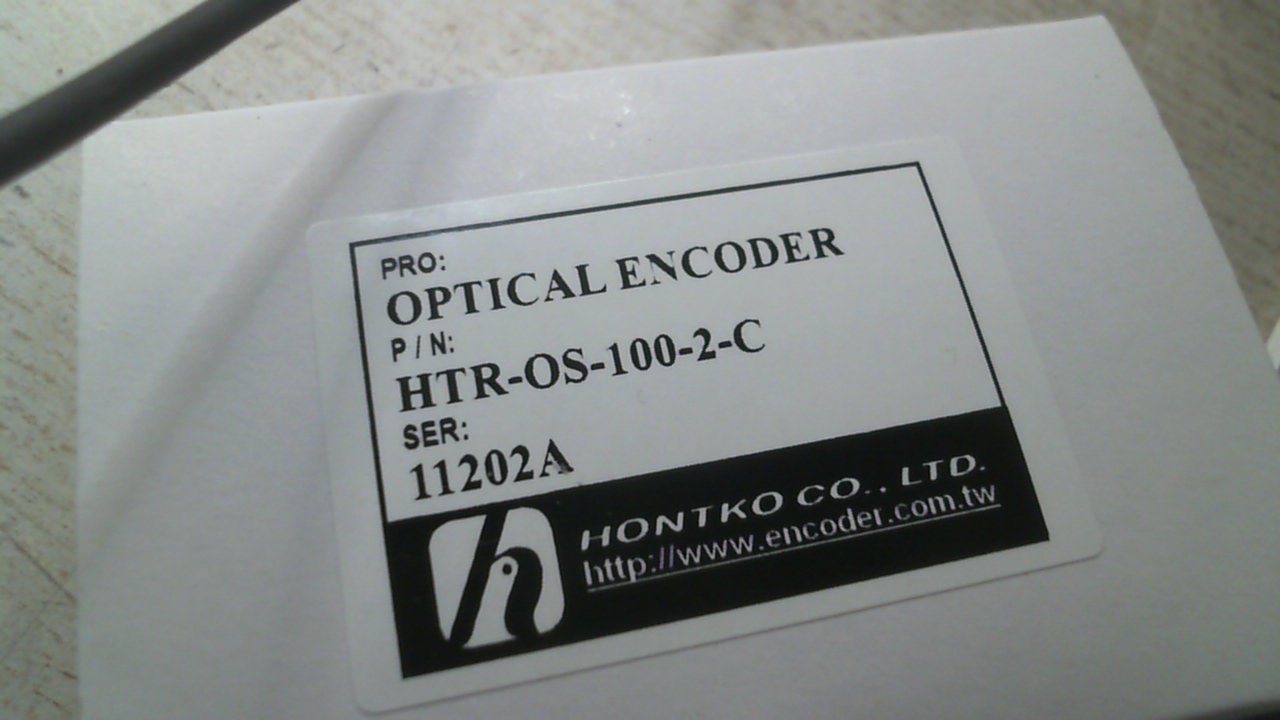 PRO:
OPTICAL ENCODER
P/N:
HTR-OS-100-2-C
SER:
11202A
h
HONTKO CO., LTD.
http://www.encoder.com.tw